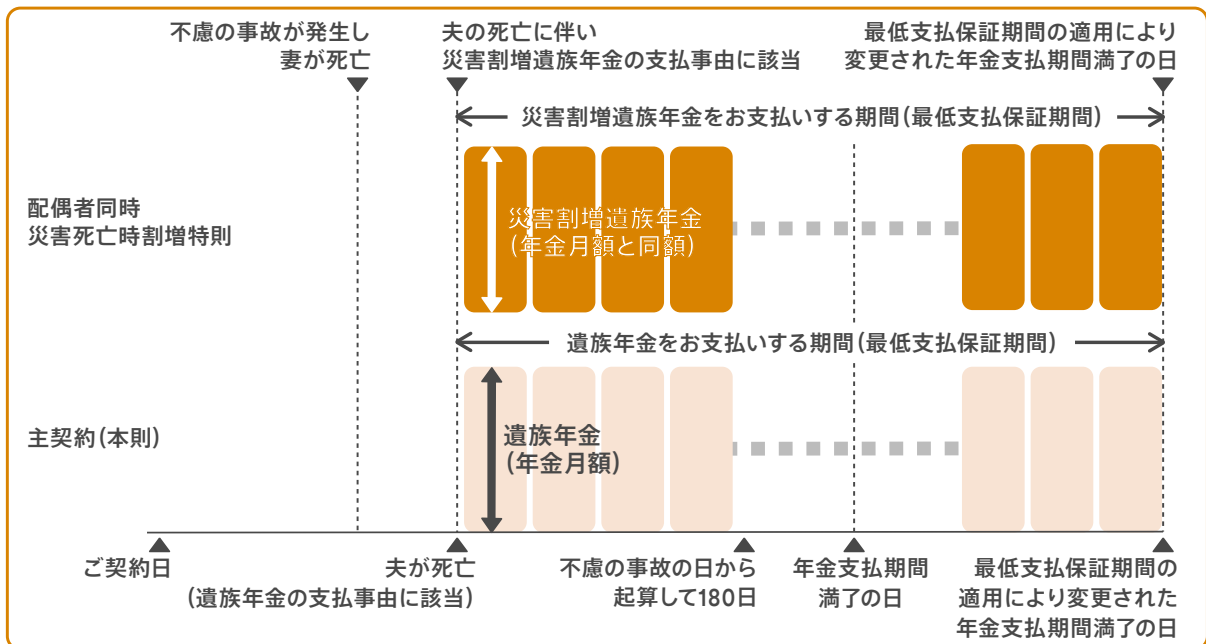 不慮の事故が発生し
妻が死亡
夫の死亡に伴い
災害割増遺族年金の支払事由に該当
最低支払保証期間の適用により
変更された年金支払期間満了の日
災害割増遺族年金をお支払いする期間(最低支払保証期間)
配偶者同時
災害死亡時割増特則
災害割増遺族年金
(年金月額と同額)
遺族年金をお支払いする期間(最低支払保証期間)
主契約(本則)
遺族年金
(年金月額)
ご契約日
夫が死亡
(遺族年金の支払事由に該当)
不慮の事故の日から
起算して180日
年金支払期間
満了の日
最低支払保証期間の
適用により変更された
年金支払期間満了の日